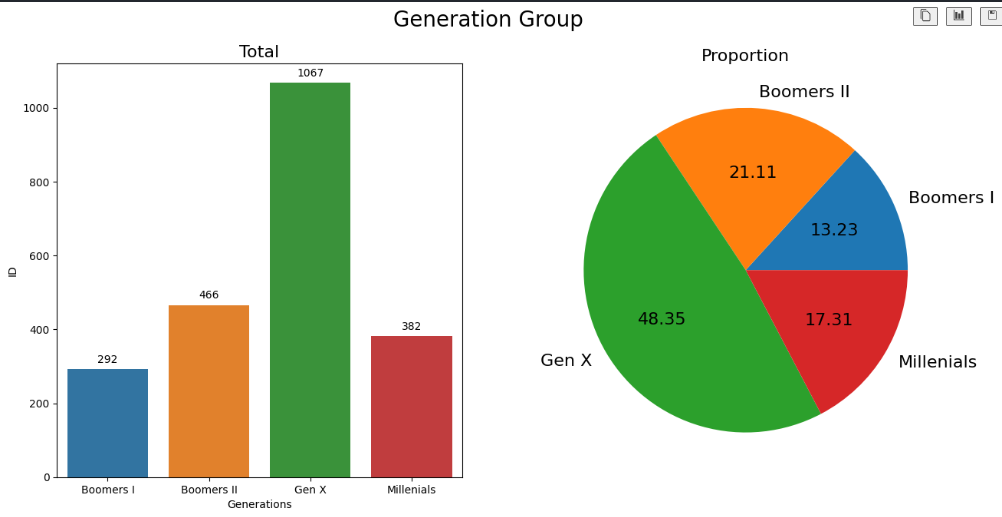 Generation Group
Total
1067
1000
800
600
400
200
0
466
382
292
ID
Boomers I
Boomers II
Gen X
Millenials
Generations
Proportion
Boomers II
21.11
Boomers I
13.23
48.35
17.31
Gen X
Millenials